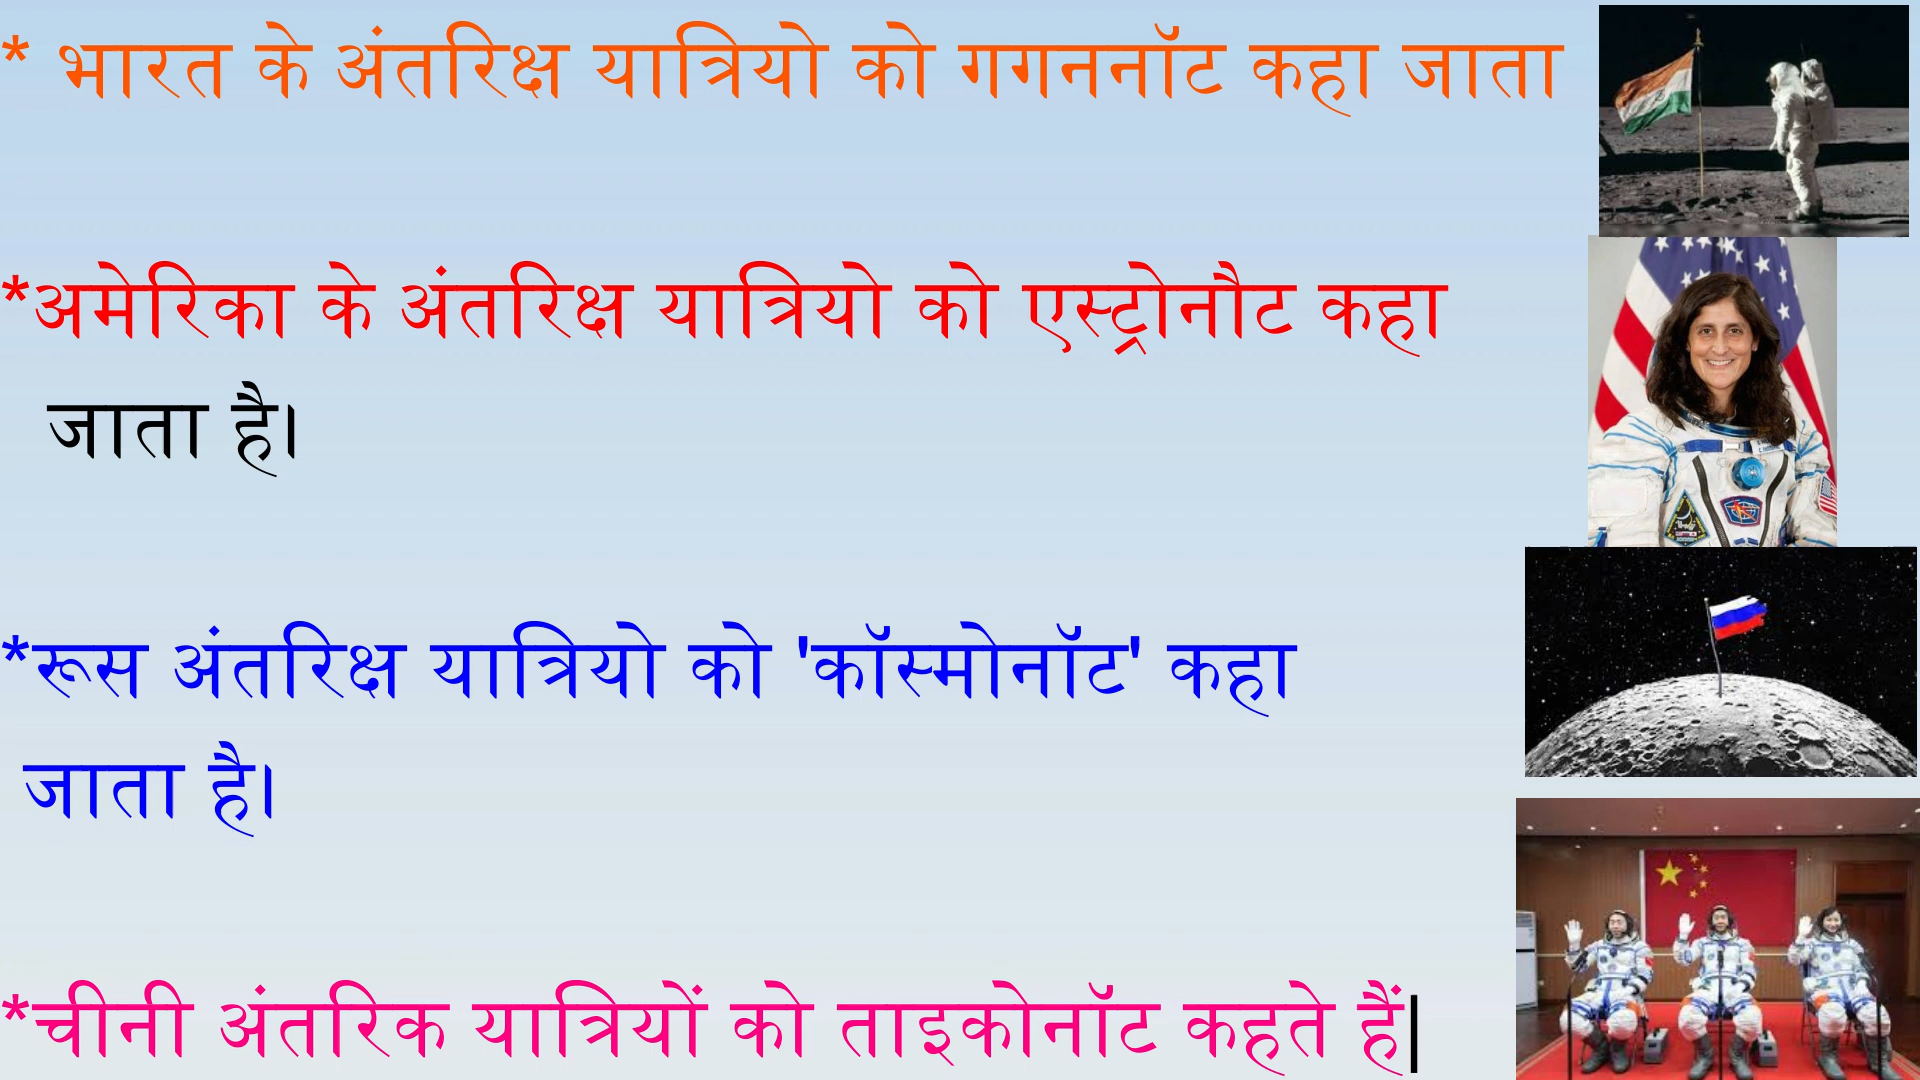 * भारत के अंतरिक्ष यात्रियो को गगननॉट कहा जाता
*अमेरिका के अंतरिक्ष यात्रियो को एस्ट्रोनौट कहा
जाता है।
*रूस अंतरिक्ष यात्रियो को 'कॉस्मोनॉट' कहा
जाता है।
*चीनी अंतरिक यात्रियों को ताइकोनॉट कहते हैं|